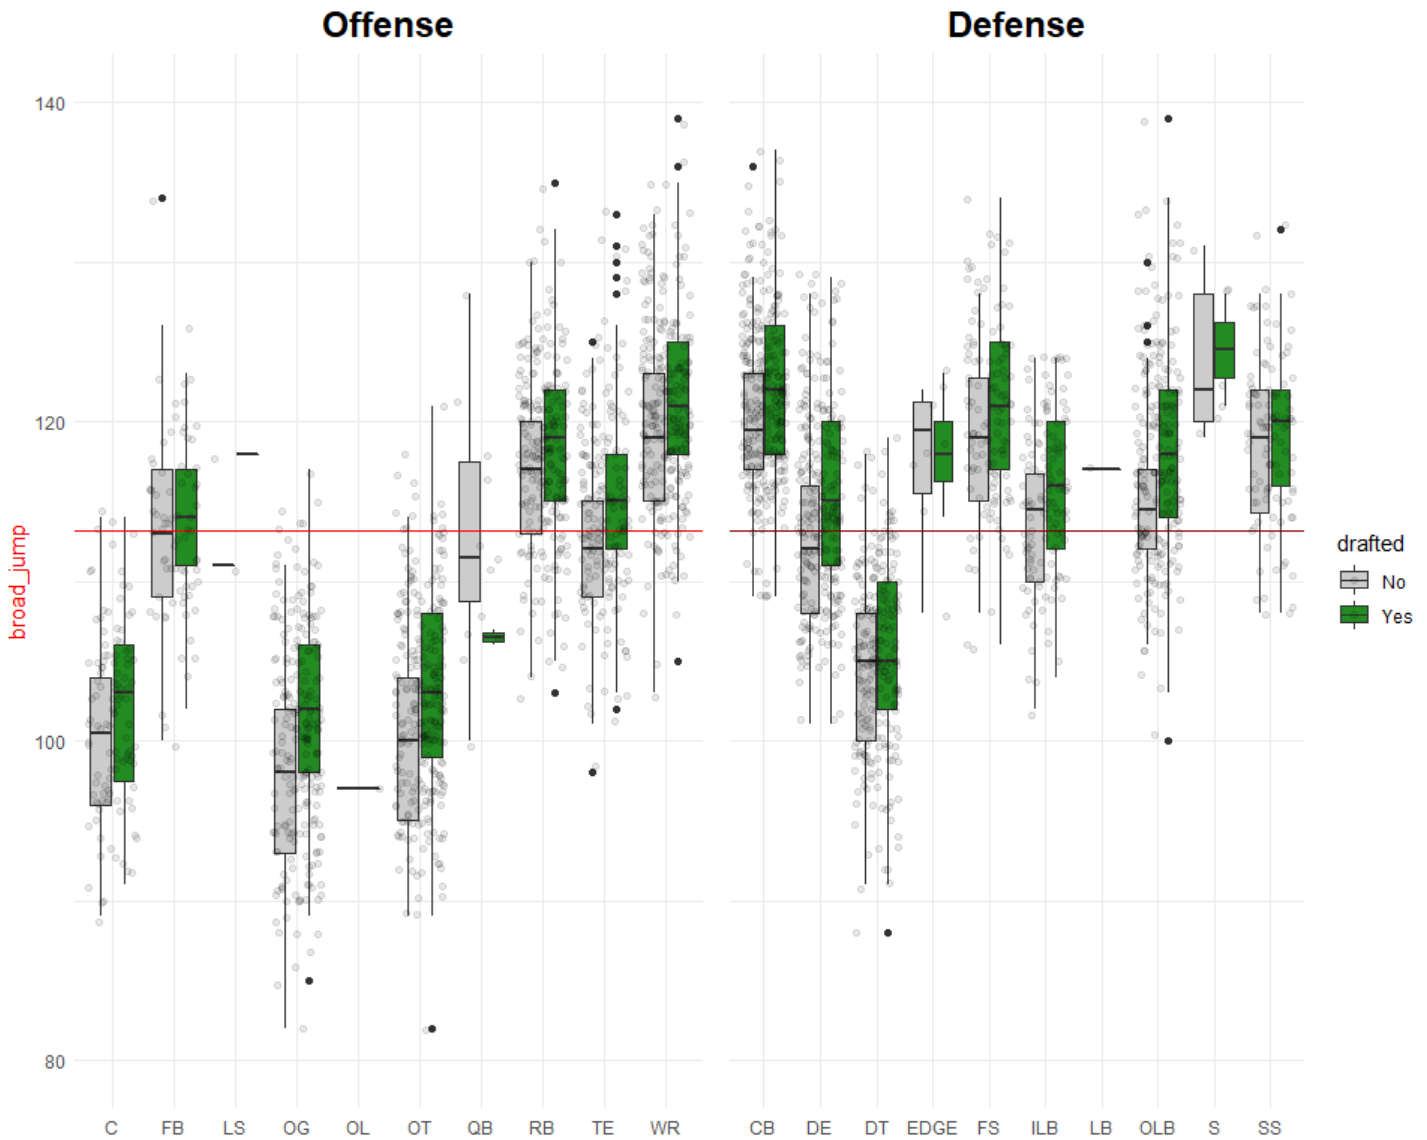 Offense Defense
140
120
100
80
broad_jump
C FB LS OG OL OT QB RB TE WR CB DE DT EDGE FS ILB LB OLB S SS
drafted
No
Yes